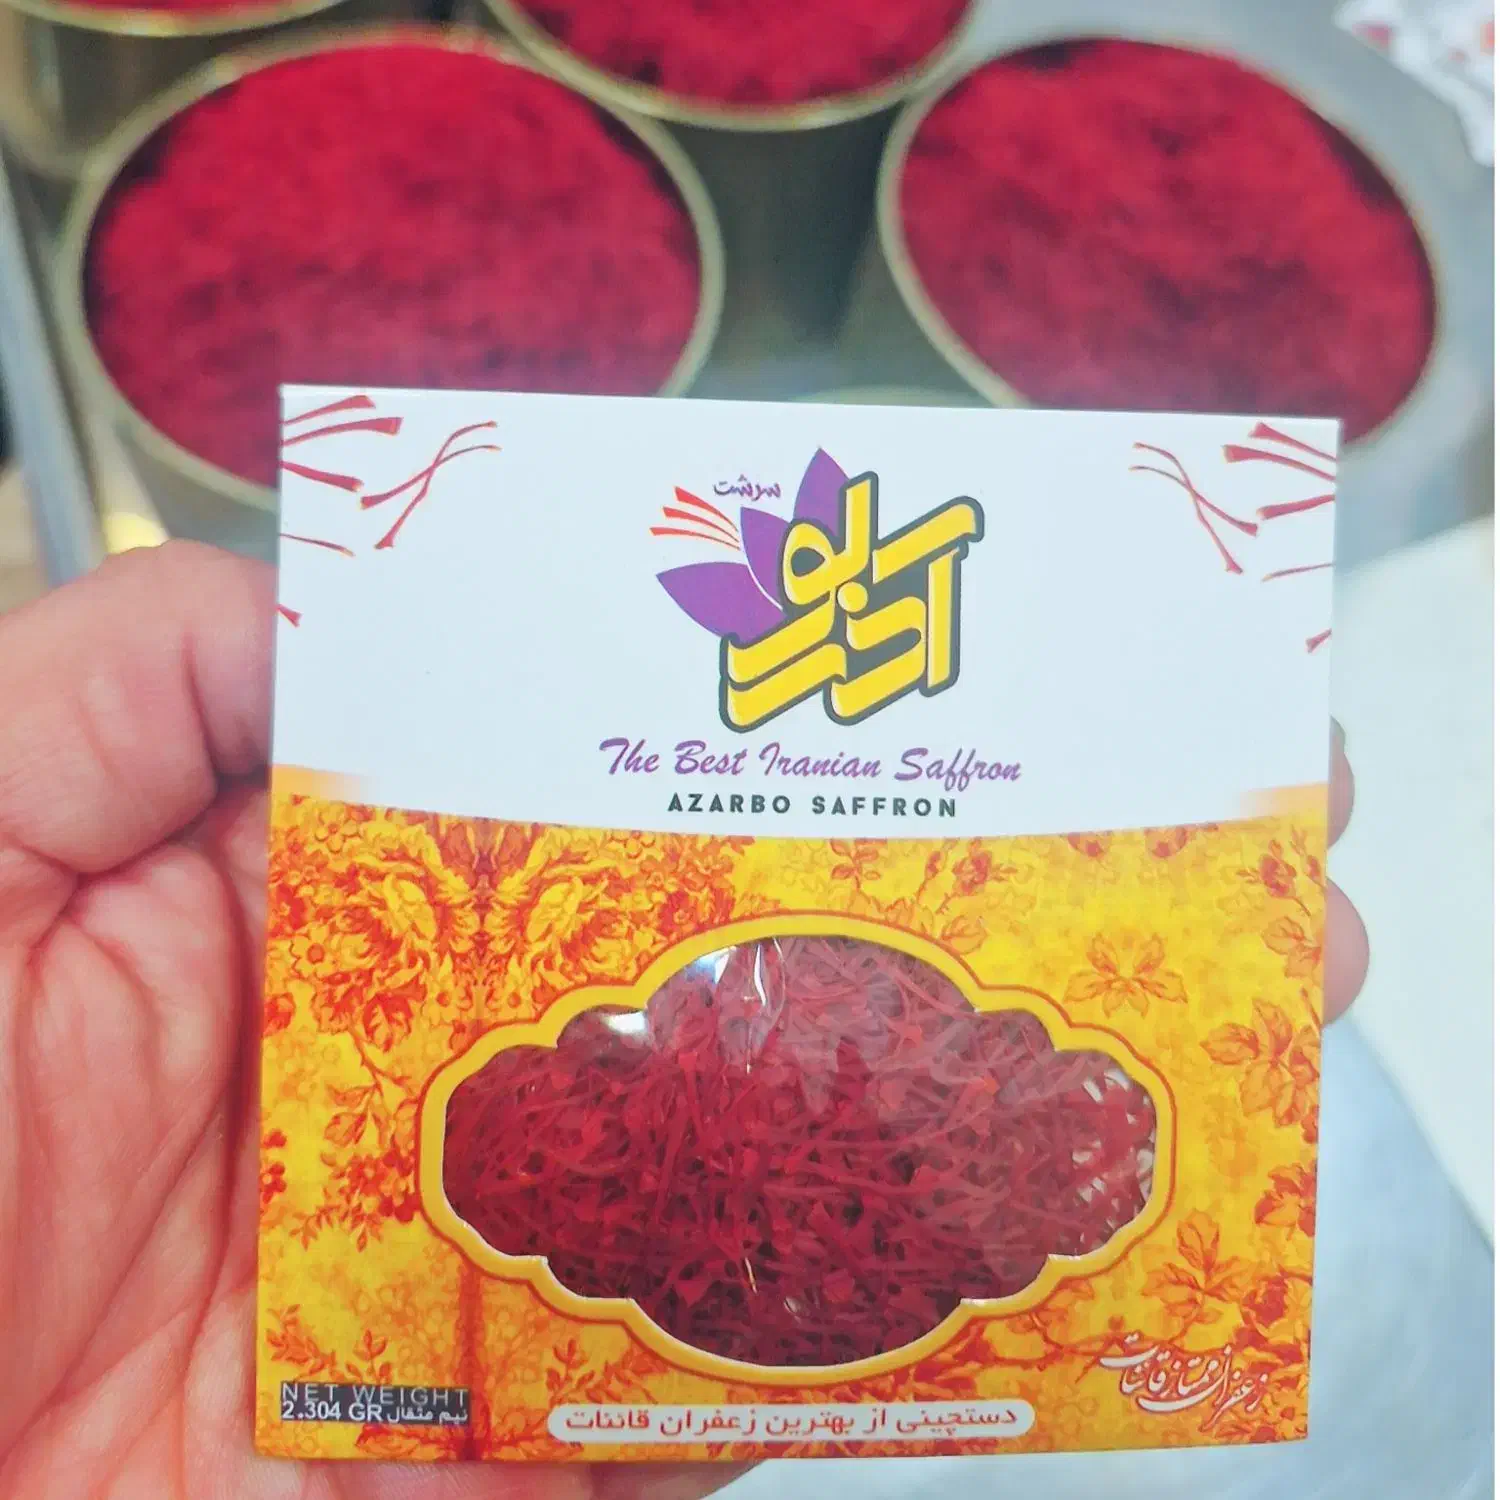 سرشت
آذربو
The Best Iranian Saffron
AZARBO SAFFRON
زعفران ممتاز قائنات
NET WEIGHT
2.304 GR نیم مثقال
دستچینی از بهترین زعفران قائنات